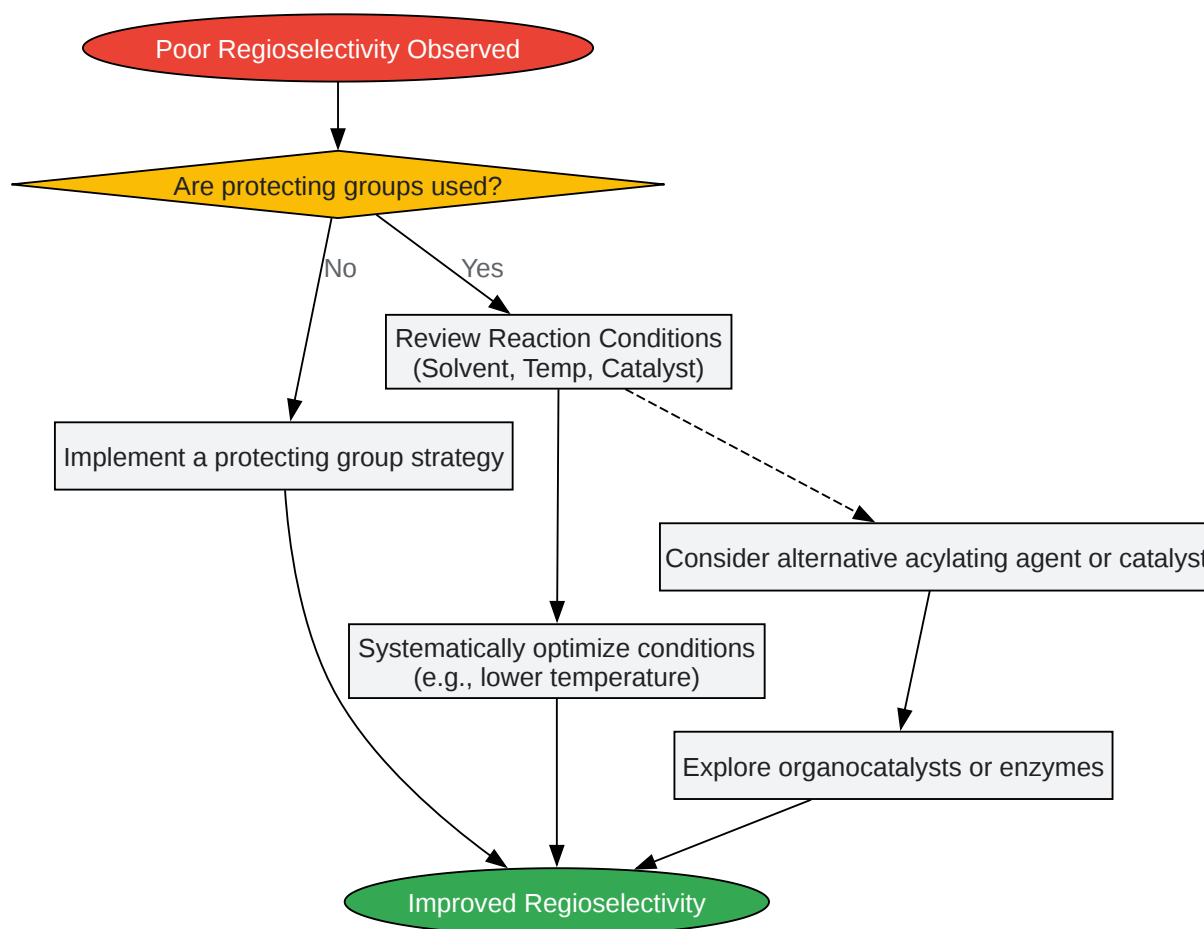 Poor Regioselectivity Observed
Are protecting groups used?
No
Yes
Review Reaction Conditions
(Solvent, Temp, Catalyst)
Implement a protecting group strategy
Consider alternative acylating agent or catalyst
Systematically optimize conditions
(e.g., lower temperature)
Explore organocatalysts or enzymes
Improved Regioselectivity